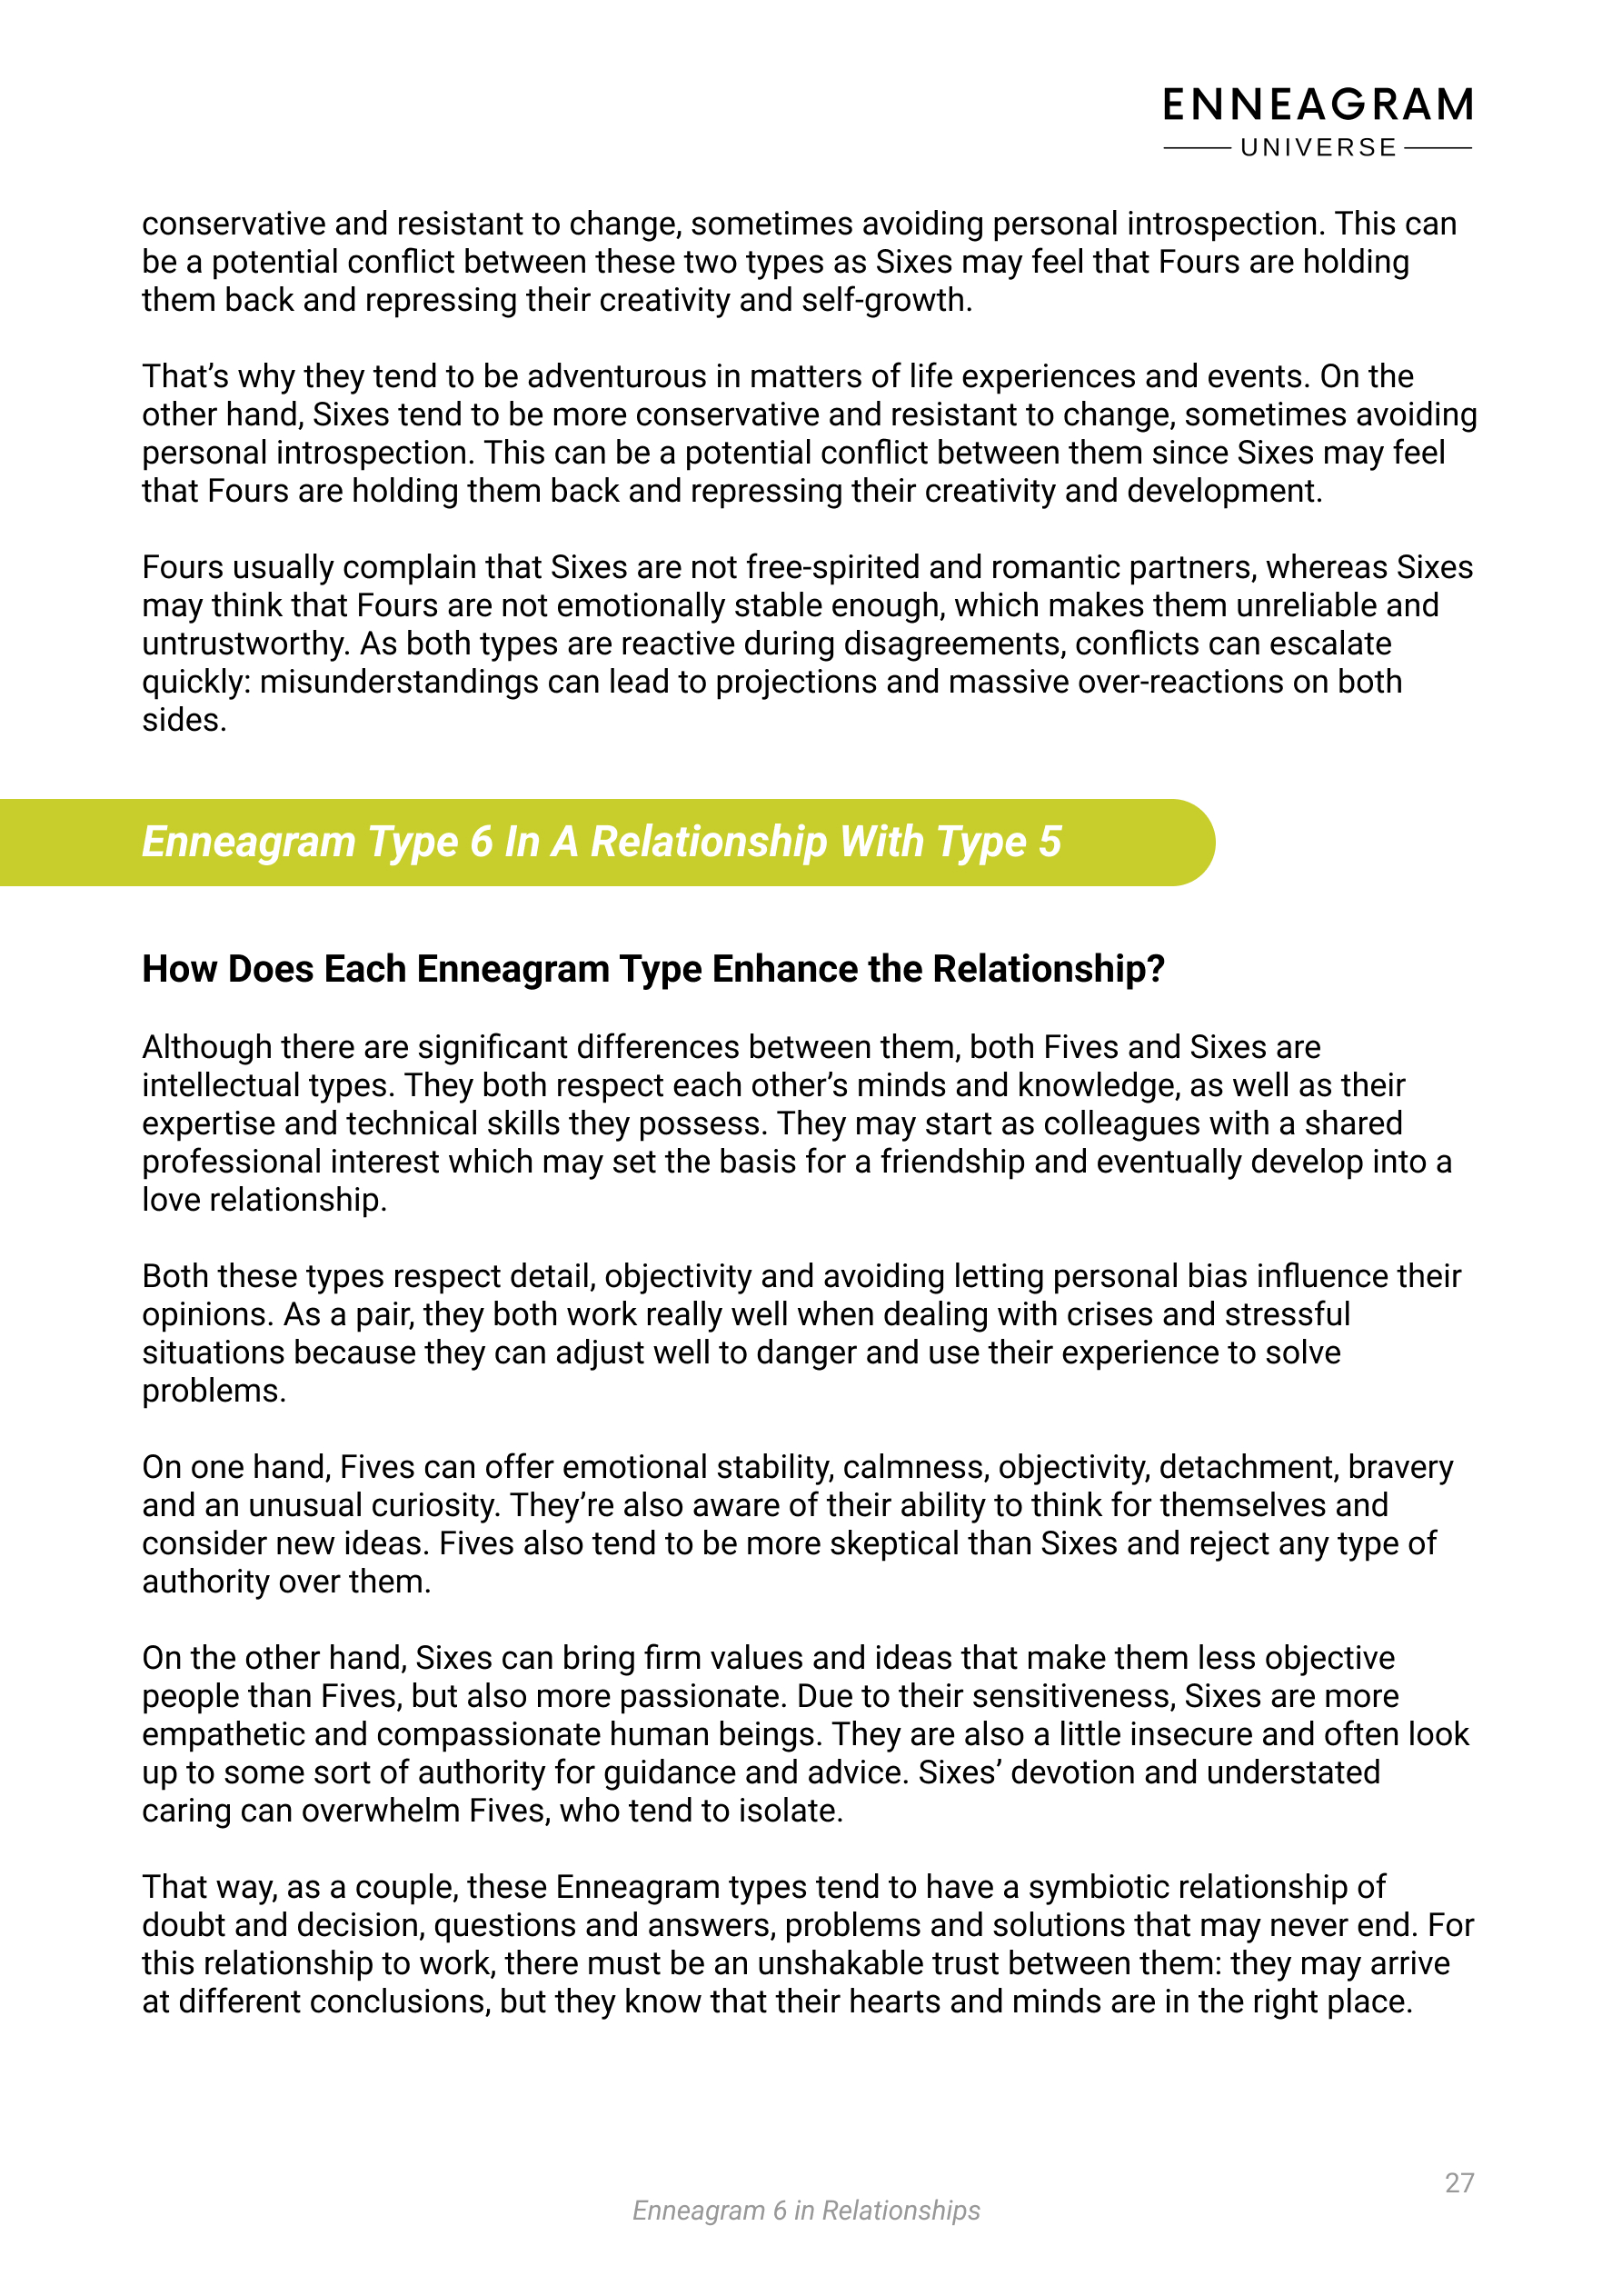 ENNEAGRAM
UNIVERSE
conservative and resistant to change, sometimes avoiding personal introspection. This can
be a potential conflict between these two types as Sixes may feel that Fours are holding
them back and repressing their creativity and self-growth.
That’s why they tend to be adventurous in matters of life experiences and events. On the
other hand, Sixes tend to be more conservative and resistant to change, sometimes avoiding
personal introspection. This can be a potential conflict between them since Sixes may feel
that Fours are holding them back and repressing their creativity and development.
Fours usually complain that Sixes are not free-spirited and romantic partners, whereas Sixes
may think that Fours are not emotionally stable enough, which makes them unreliable and
untrustworthy. As both types are reactive during disagreements, conflicts can escalate
quickly: misunderstandings can lead to projections and massive over-reactions on both
sides.
Enneagram Type 6 In A Relationship With Type 5
How Does Each Enneagram Type Enhance the Relationship?
Although there are significant differences between them, both Fives and Sixes are
intellectual types. They both respect each other’s minds and knowledge, as well as their
expertise and technical skills they possess. They may start as colleagues with a shared
professional interest which may set the basis for a friendship and eventually develop into a
love relationship.
Both these types respect detail, objectivity and avoiding letting personal bias influence their
opinions. As a pair, they both work really well when dealing with crises and stressful
situations because they can adjust well to danger and use their experience to solve
problems.
On one hand, Fives can offer emotional stability, calmness, objectivity, detachment, bravery
and an unusual curiosity. They’re also aware of their ability to think for themselves and
consider new ideas. Fives also tend to be more skeptical than Sixes and reject any type of
authority over them.
On the other hand, Sixes can bring firm values and ideas that make them less objective
people than Fives, but also more passionate. Due to their sensitiveness, Sixes are more
empathetic and compassionate human beings. They are also a little insecure and often look
up to some sort of authority for guidance and advice. Sixes’ devotion and understated
caring can overwhelm Fives, who tend to isolate.
That way, as a couple, these Enneagram types tend to have a symbiotic relationship of
doubt and decision, questions and answers, problems and solutions that may never end. For
this relationship to work, there must be an unshakable trust between them: they may arrive
at different conclusions, but they know that their hearts and minds are in the right place.
27
Enneagram 6 in Relationships